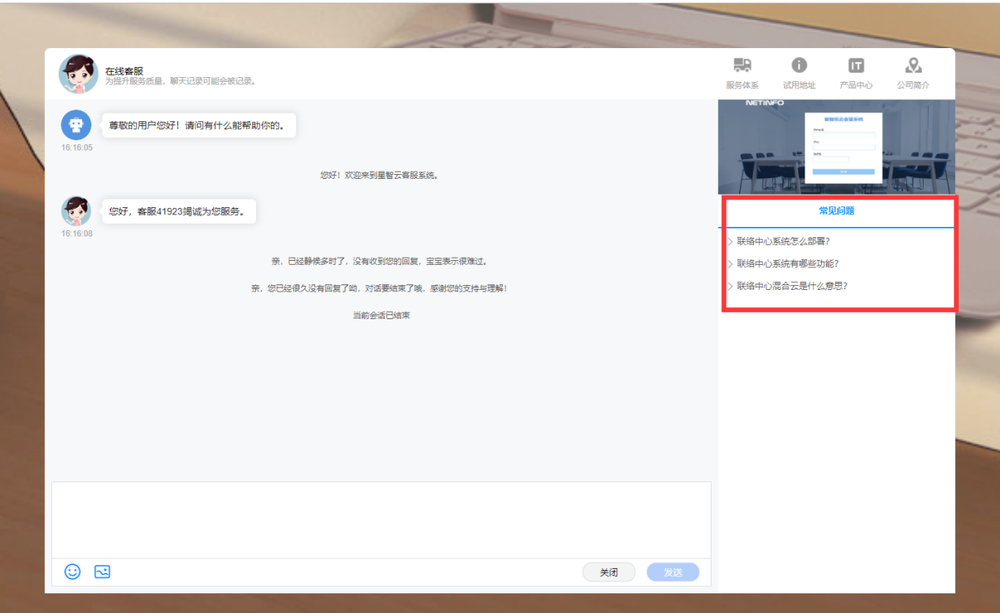 在线客服
为提升服务质量，聊天记录可能会被记录。
服务体系
试用地址
产品中心
公司简介
尊敬的用户您好！请问有什么能帮助你的。
16:16:05
您好！欢迎来到星智云客服系统。
您好，客服41923竭诚为您服务。
16:16:08
亲，已经静候多时了，没有收到您的回复，宝宝表示很难过。
亲，您已经很久没有回复了呦，对话要结束了哦，感谢您的支持与理解！
当前会话已结束
关闭
发送
NETINFO
常见问题
联络中心系统怎么部署？
联络中心系统有哪些功能？
联络中心混合云是什么意思？